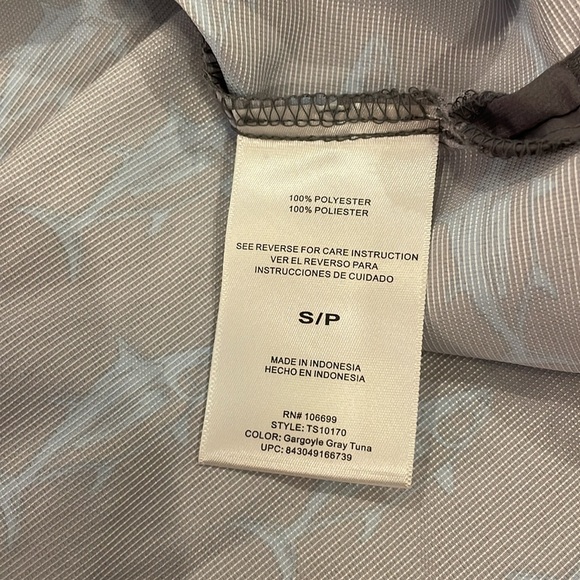 100% POLYESTER
100% POLIESTER
SEE REVERSE FOR CARE INSTRUCTION
VER EL REVERSO PARA
INSTRUCCIONES DE CUIDADO
S/P
MADE IN INDONESIA
HECHO EN INDONESIA
RN# 106699
STYLE: TS10170
COLOR: Gargoyle Gray Tuna
UPC: 843049166739